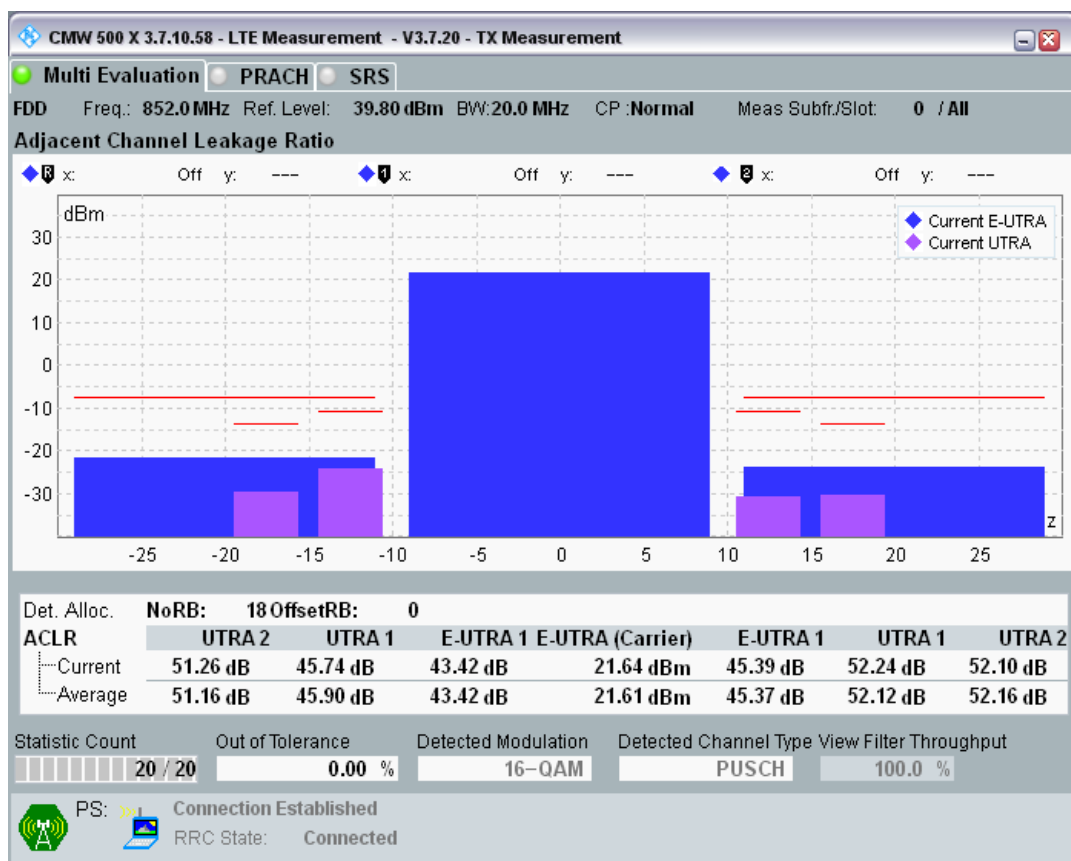 CMW 500 X 3.7.10.58 - LTE Measurement - V3.7.20 - TX Measurement
Multi Evaluation PRACH SRS
FDD Freq.: 852.0 MHz Ref. Level: 39.80 dBm BW:20.0 MHz CP :Normal Meas Subfr./Slot: 0 / All
Adjacent Channel Leakage Ratio
R x: Off y: --- 1 x: Off y: --- 2 x: Off y: ---
dBm
Current E-UTRA
Current UTRA
30
20
10
0
-10
-20
-30
z
-25 -20 -15 -10 -5 0 5 10 15 20 25
Det. Alloc. NoRB: 18 OffsetRB: 0
ACLR UTRA 2 UTRA 1 E-UTRA 1 E-UTRA (Carrier) E-UTRA 1 UTRA 1 UTRA 2
Current 51.26 dB 45.74 dB 43.42 dB 21.64 dBm 45.39 dB 52.24 dB 52.10 dB
Average 51.16 dB 45.90 dB 43.42 dB 21.61 dBm 45.37 dB 52.12 dB 52.16 dB
Statistic Count Out of Tolerance Detected Modulation Detected Channel Type View Filter Throughput
20 / 20 0.00 % 16-QAM PUSCH 100.0 %
PS: Connection Established
RRC State: Connected